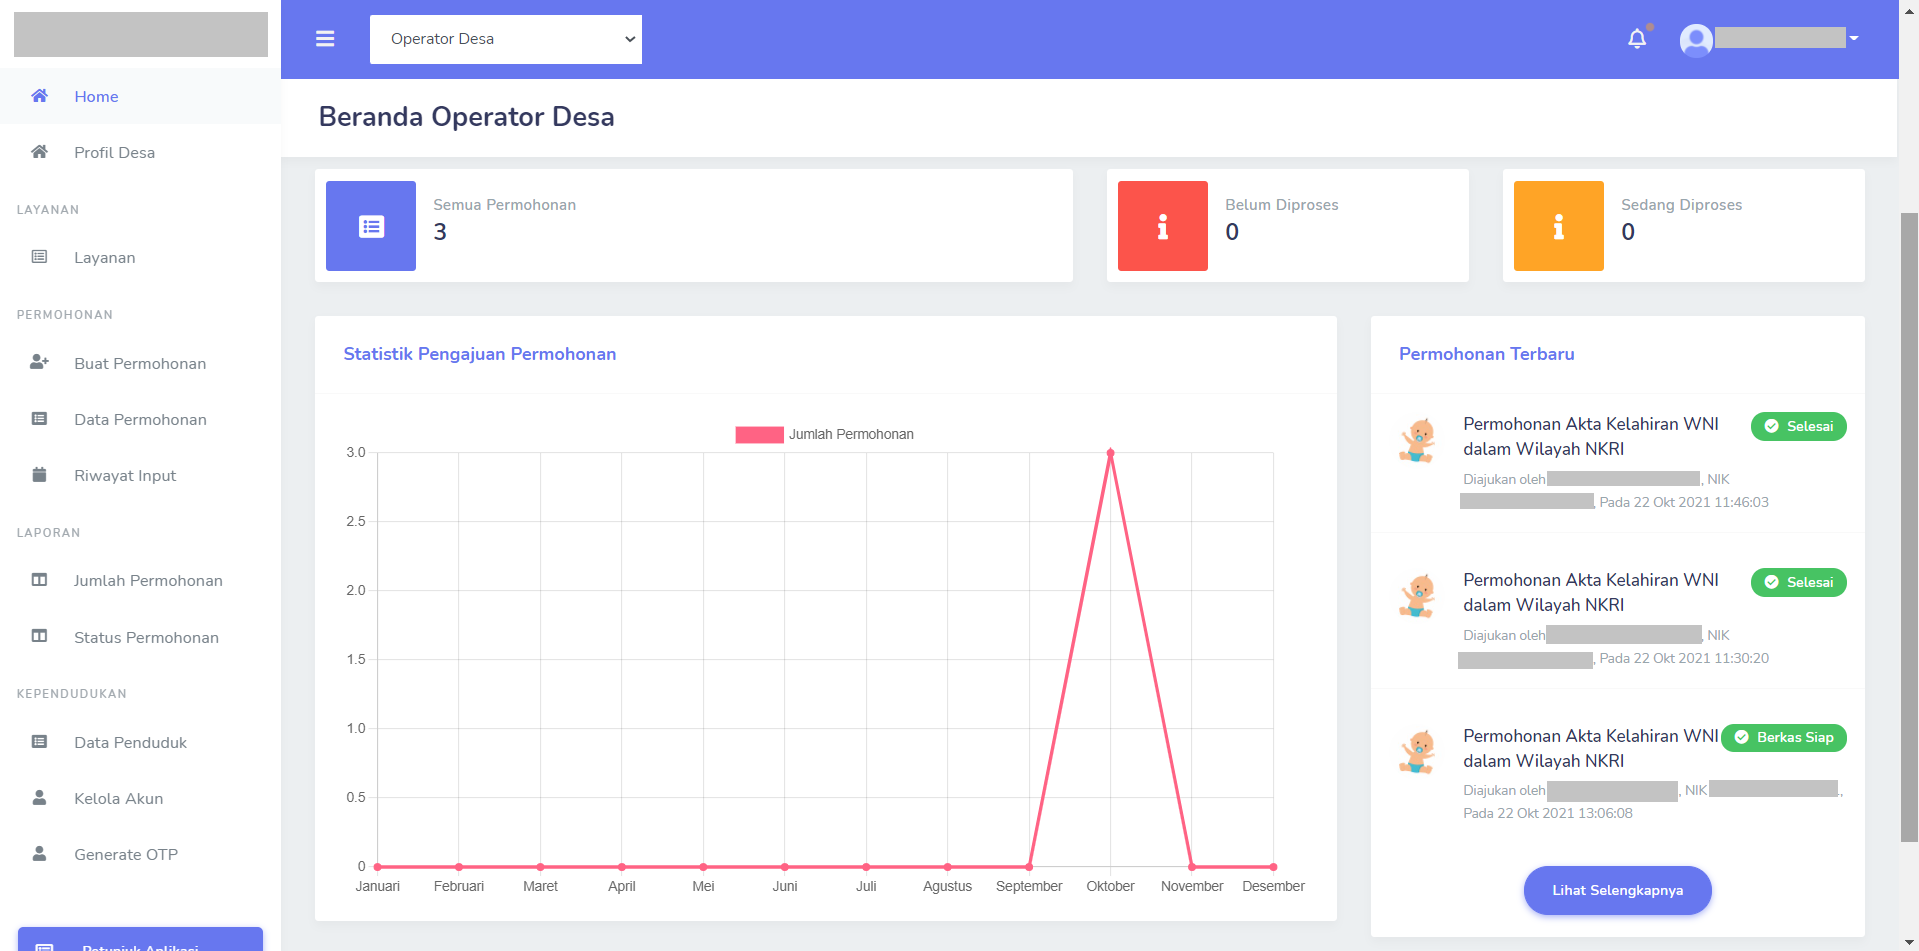 Operator Desa
Home
Profil Desa
LAYANAN
Layanan
PERMOHONAN
Buat Permohonan
Data Permohonan
Riwayat Input
LAPORAN
Jumlah Permohonan
Status Permohonan
KEPENDUDUKAN
Data Penduduk
Kelola Akun
Generate OTP
Petunjuk Aplikasi
Beranda Operator Desa
Semua Permohonan
3
Belum Diproses
0
Sedang Diproses
0
Statistik Pengajuan Permohonan
Jumlah Permohonan
3.0
2.5
2.0
1.5
1.0
0.5
0
Januari Februari Maret April Mei Juni Juli Agustus September Oktober November Desember
Permohonan Terbaru
Permohonan Akta Kelahiran WNI
dalam Wilayah NKRI
Selesai
Diajukan oleh , NIK
, Pada 22 Okt 2021 11:46:03
Permohonan Akta Kelahiran WNI
dalam Wilayah NKRI
Selesai
Diajukan oleh , NIK
, Pada 22 Okt 2021 11:30:20
Permohonan Akta Kelahiran WNI
dalam Wilayah NKRI
Berkas Siap
Diajukan oleh , NIK ,
Pada 22 Okt 2021 13:06:08
Lihat Selengkapnya